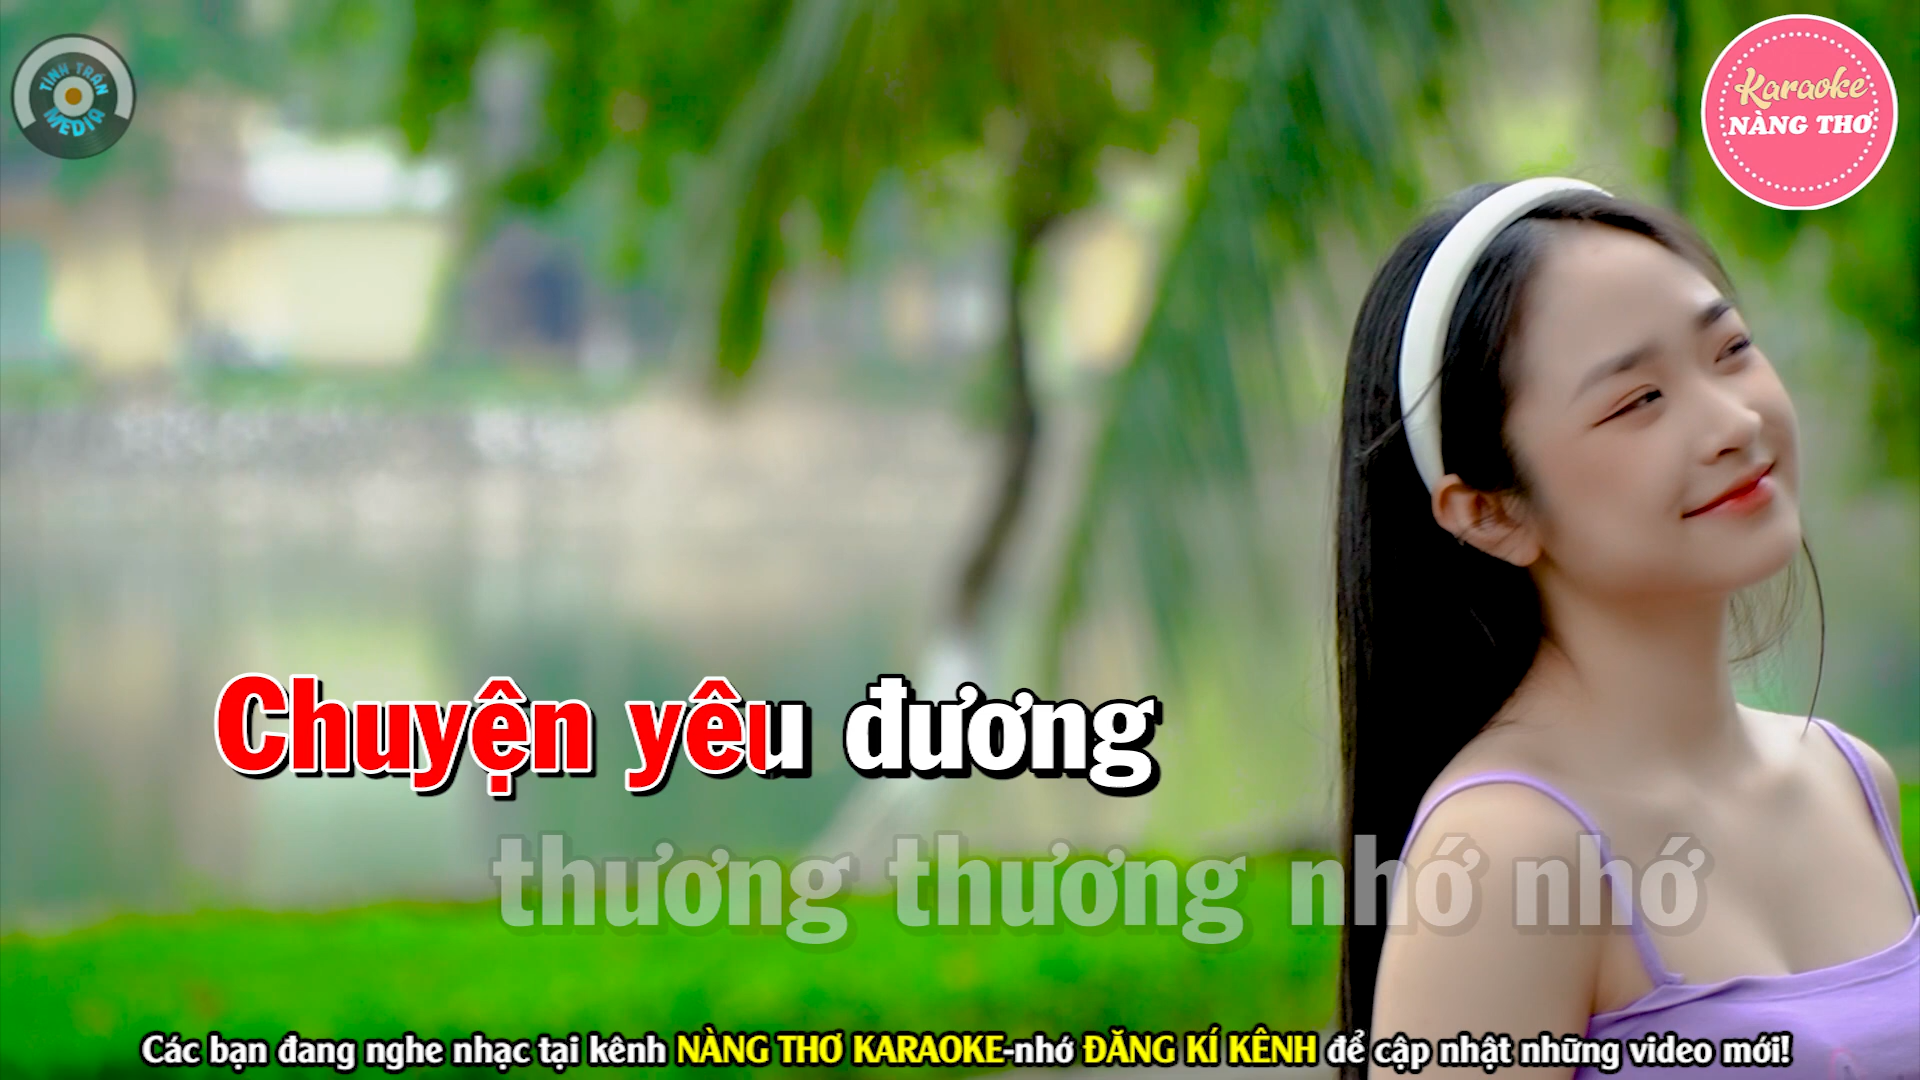 TÌNH TRẦN
MEDIA
Karaoke
NÀNG THƠ
Chuyện yêu đương
thương thương nhớ nhớ
Các bạn đang nghe nhạc tại kênh NÀNG THƠ KARAOKE-nhớ ĐĂNG KÍ KÊNH để cập nhật những video mới!